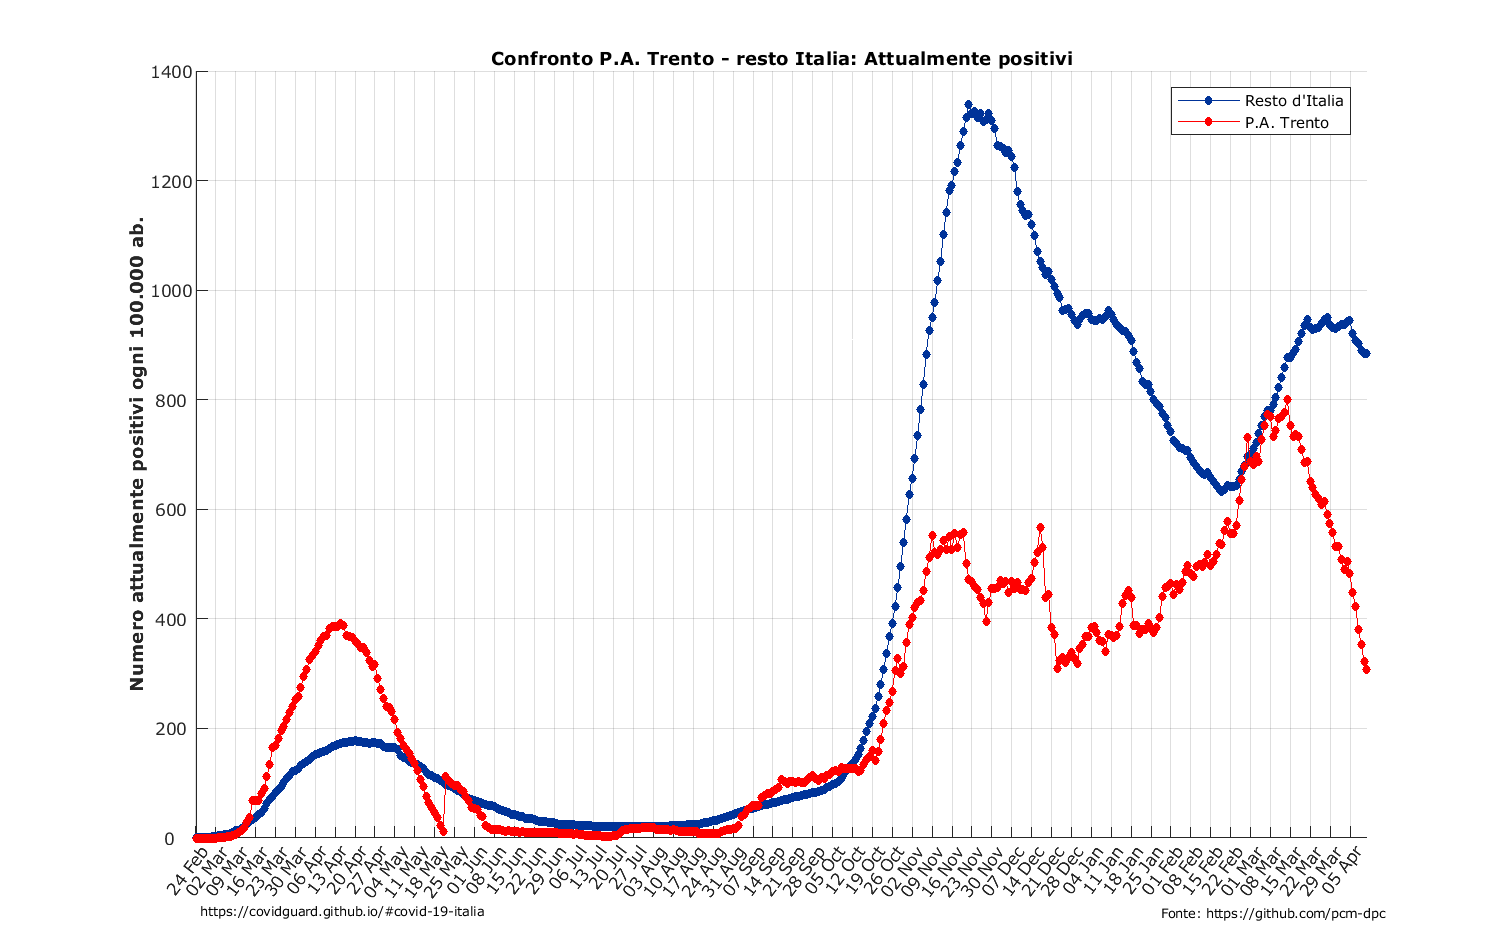 Confronto P.A. Trento - resto Italia: Attualmente positivi
Numero attualmente positivi ogni 100.000 ab.
1400
1200
1000
800
600
400
200
0
Resto d'Italia
P.A. Trento
24 Feb
02 Mar
09 Mar
16 Mar
23 Mar
30 Mar
06 Apr
13 Apr
20 Apr
27 Apr
04 May
11 May
18 May
25 May
01 Jun
08 Jun
15 Jun
22 Jun
29 Jun
06 Jul
13 Jul
20 Jul
27 Jul
03 Aug
10 Aug
17 Aug
24 Aug
31 Aug
07 Sep
14 Sep
21 Sep
28 Sep
05 Oct
12 Oct
19 Oct
26 Oct
02 Nov
09 Nov
16 Nov
23 Nov
30 Nov
07 Dec
14 Dec
21 Dec
28 Dec
04 Jan
11 Jan
18 Jan
25 Jan
01 Feb
08 Feb
15 Feb
22 Feb
01 Mar
08 Mar
15 Mar
22 Mar
29 Mar
05 Apr
https://covidguard.github.io/#covid-19-italia
Fonte: https://github.com/pcm-dpc